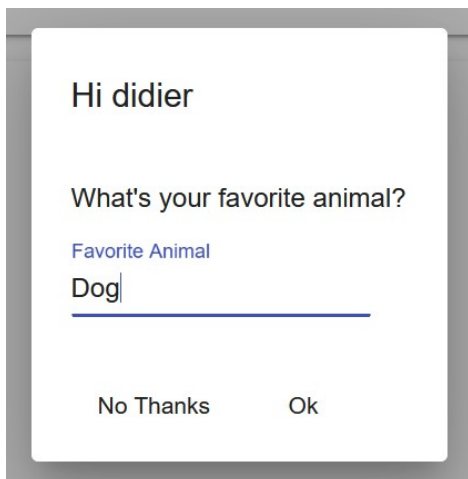 Hi didier
What's your favorite animal?
Favorite Animal
Dog
No Thanks Ok